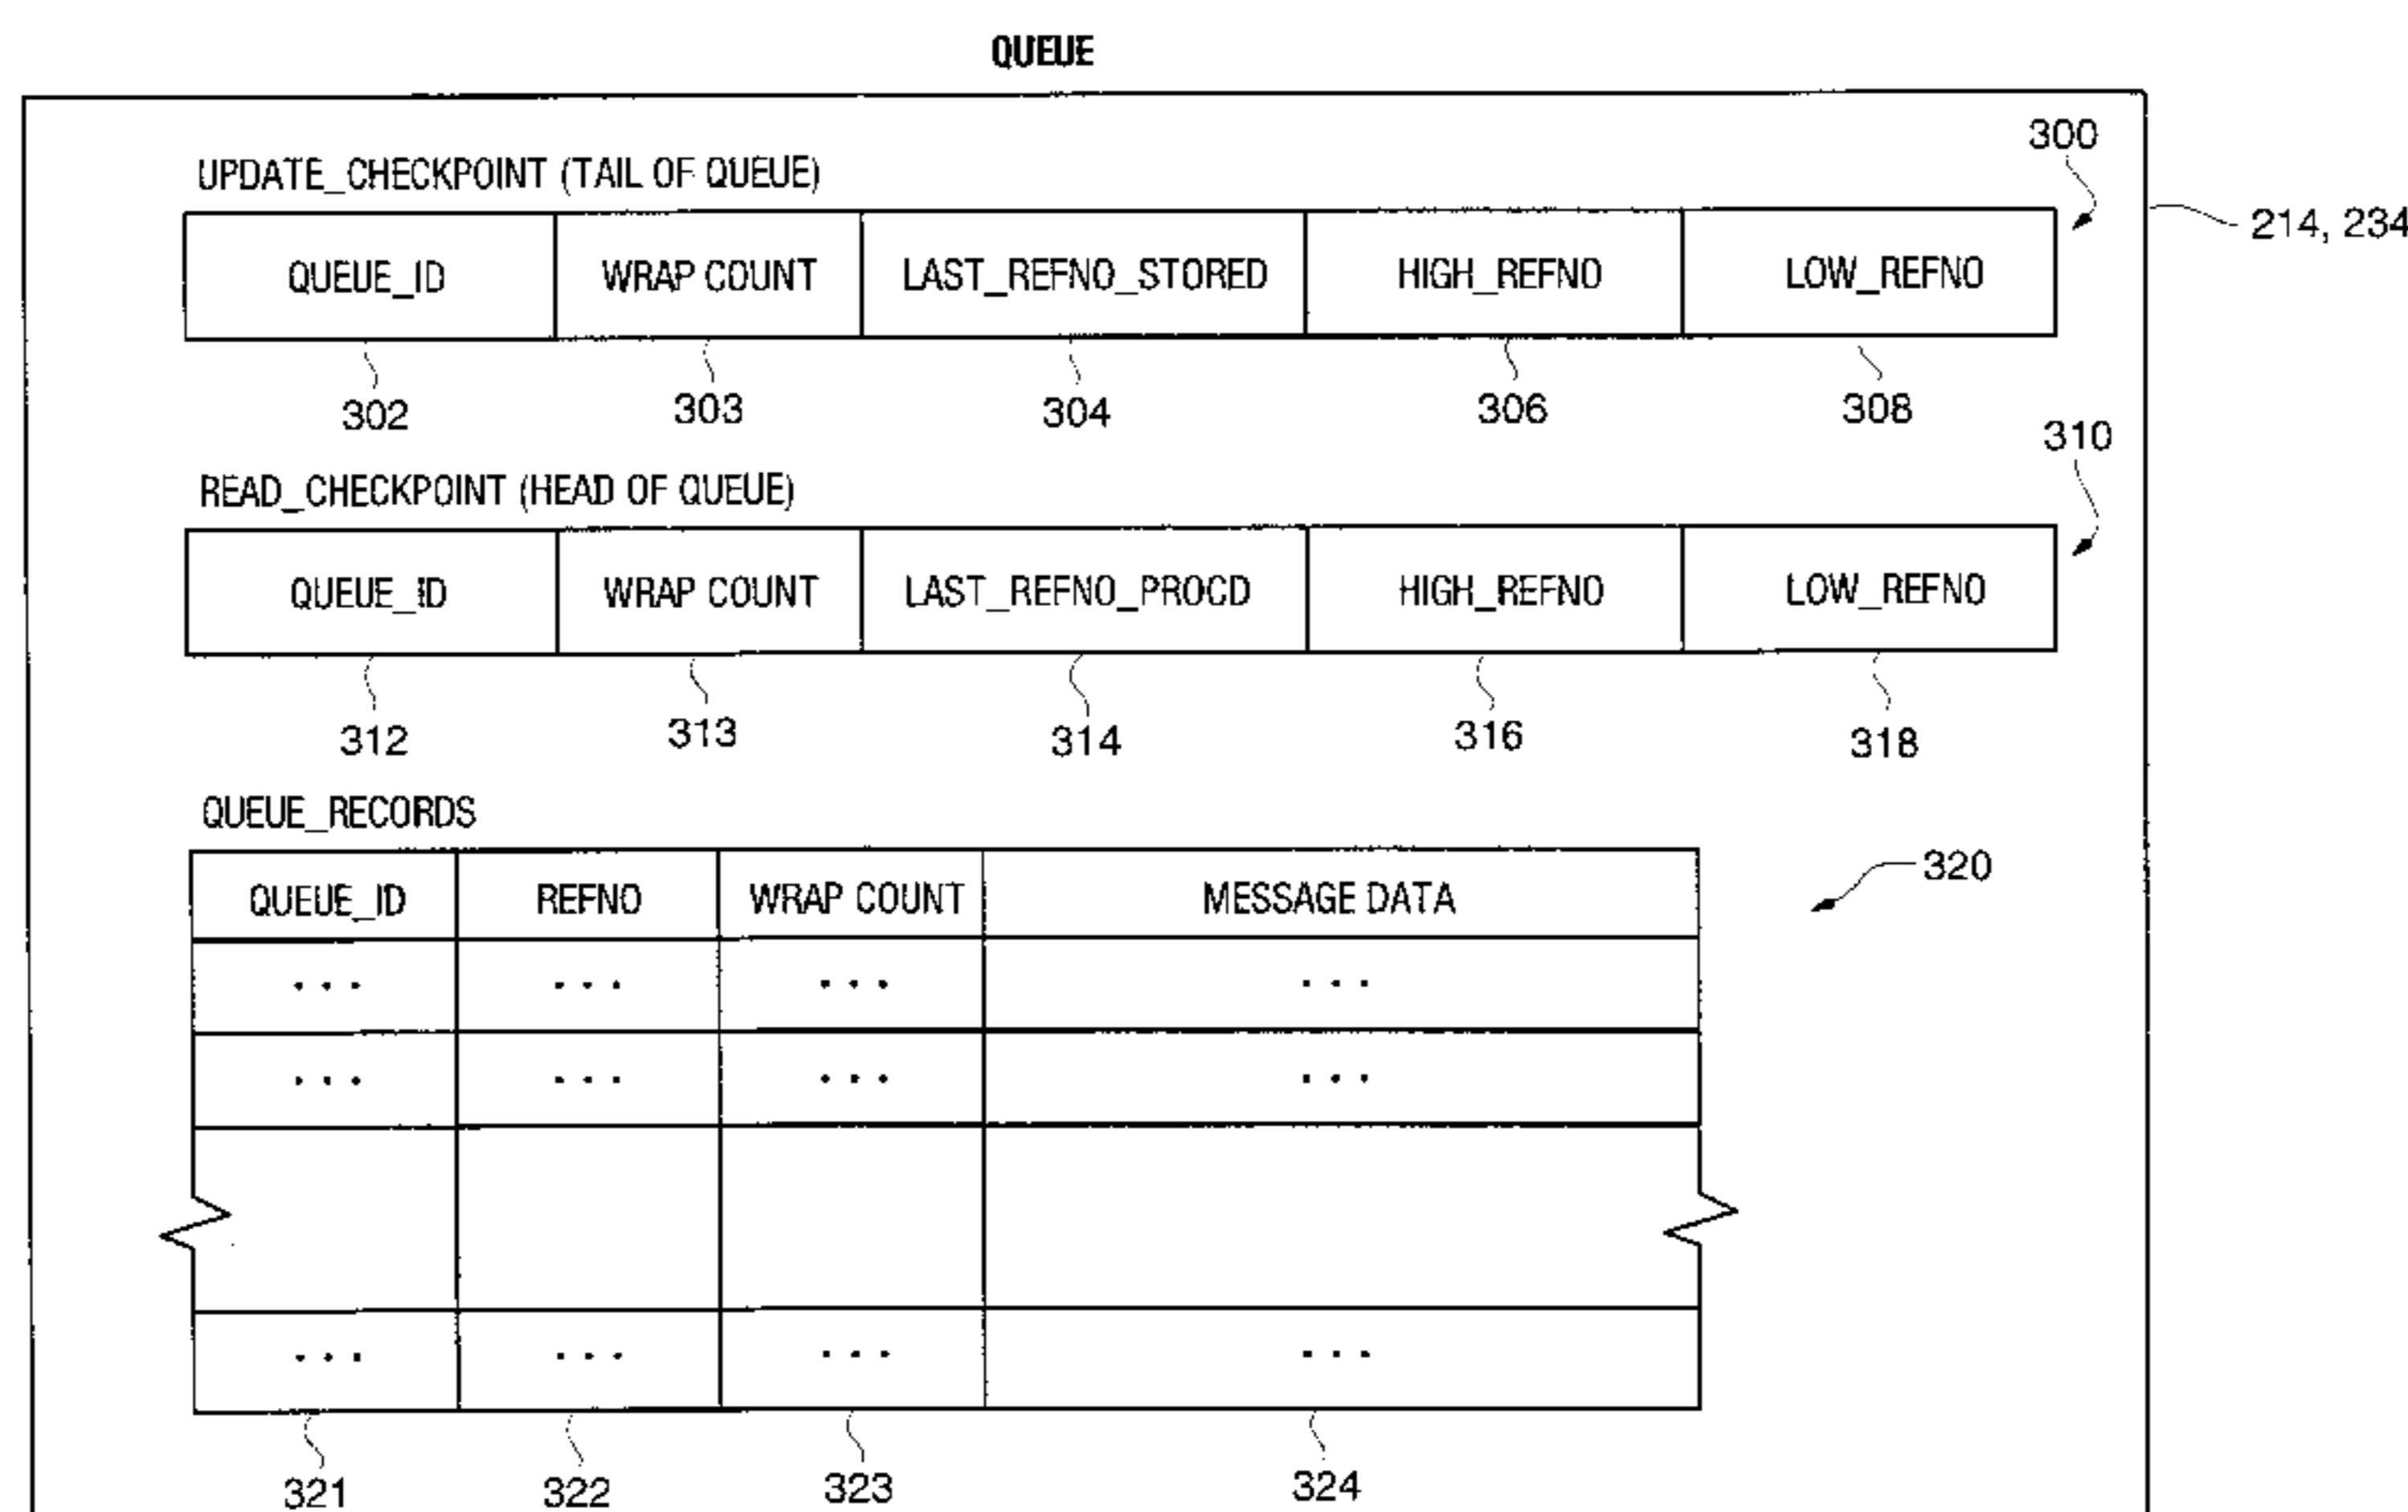 QUEUE
UPDATE_CHECKPOINT (TAIL OF QUEUE)
300
214, 234
QUEUE_ID WRAP COUNT LAST_REFNO_STORED HIGH_REFNO LOW_REFNO
302 303 304 306 308
310
READ_CHECKPOINT (HEAD OF QUEUE)
QUEUE_ID WRAP COUNT LAST_REFNO_PROCD HIGH_REFNO LOW_REFNO
312 313 314 316 318
QUEUE_RECORDS
320
QUEUE_ID REFNO WRAP COUNT MESSAGE DATA
... ... ... ...
... ... ... ...
... ... ... ...
321 322 323 324